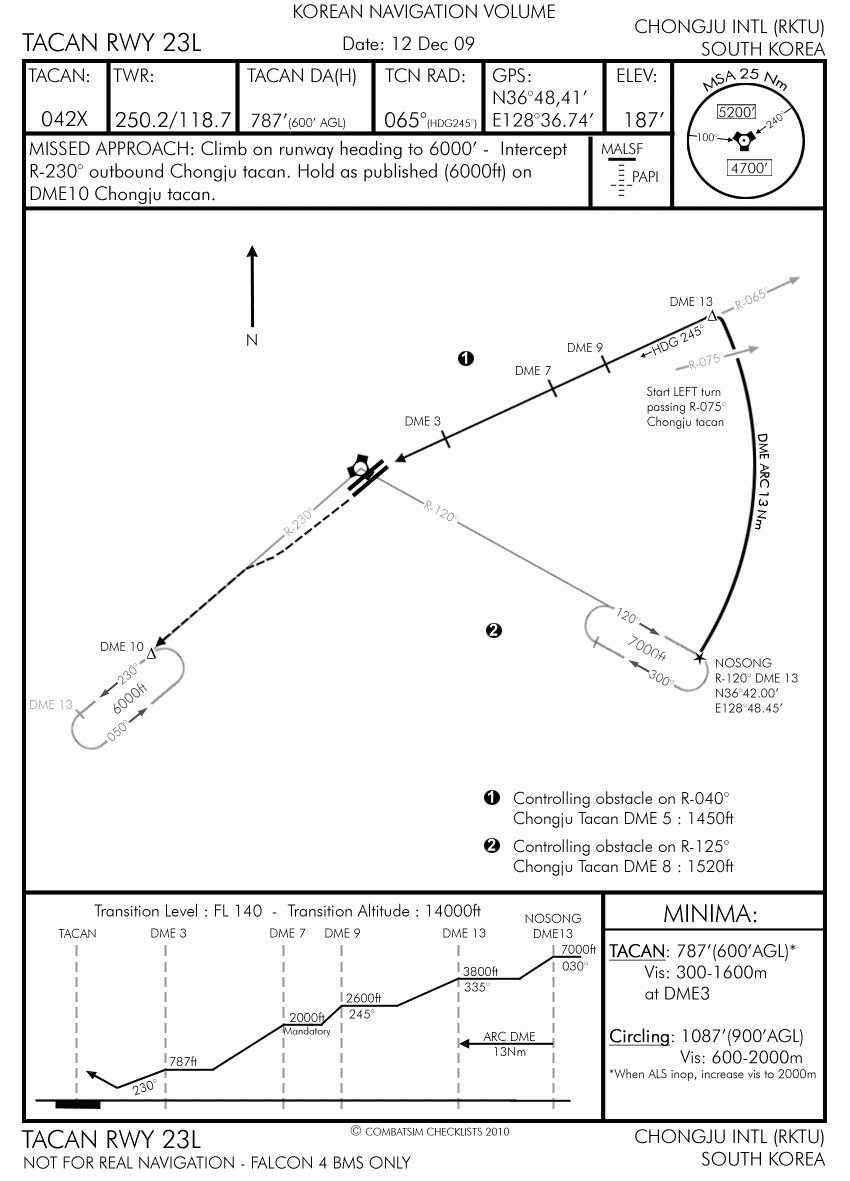 KOREAN NAVIGATION VOLUME
TACAN RWY 23L
Date: 12 Dec 09
CHONGJU INTL (RKTU)
SOUTH KOREA
TACAN:
042X
TWR:
250.2/118.7
TACAN DA(H)
787'(600' AGL)
TCN RAD:
065°(HDG245°)
GPS:
N36°48,41'
E128°36.74'
ELEV:
187'
MSA 25 Nm
5200'
100°
240°
4700'
MISSED APPROACH: Climb on runway heading to 6000' - Intercept
R-230° outbound Chongju tacan. Hold as published (6000ft) on
DME10 Chongju tacan.
MALSF
PAPI
N
DME 13
R-065°
HDG 245°
R-075°
DME 9
DME 7
DME 3
1
Start LEFT turn
passing R-075°
Chongju tacan
DME ARC 13 Nm
R-230°
R-120°
2
120°
7000ft
300°
NOSONG
R-120° DME 13
N36°42.00'
E128°48.45'
DME 10
230°
6000ft
050°
DME 13
1 Controlling obstacle on R-040°
Chongju Tacan DME 5 : 1450ft
2 Controlling obstacle on R-125°
Chongju Tacan DME 8 : 1520ft
Transition Level : FL 140 - Transition Altitude : 14000ft
TACAN
DME 3
DME 7
DME 9
DME 13
NOSONG
DME13
7000ft
030°
3800ft
335°
2600ft
245°
2000ft
Mandatory
787ft
230°
ARC DME
13Nm
MINIMA:
TACAN: 787'(600'AGL)*
Vis: 300-1600m
at DME3
Circling: 1087'(900'AGL)
Vis: 600-2000m
*When ALS inop, increase vis to 2000m
TACAN RWY 23L
NOT FOR REAL NAVIGATION - FALCON 4 BMS ONLY
© COMBATSIM CHECKLISTS 2010
CHONGJU INTL (RKTU)
SOUTH KOREA